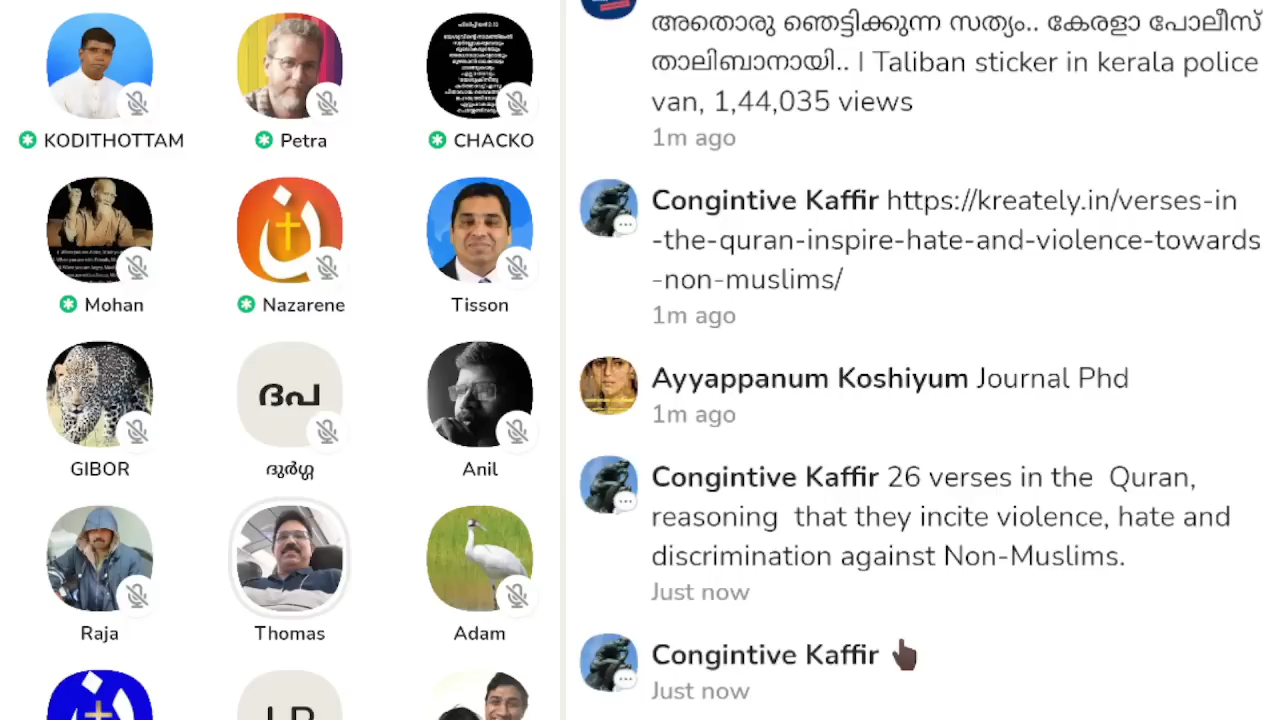 KODITHOTTAM
Petra
CHACKO
Mohan
Nazarene
Tisson
GIBOR
ദപ
ദുർഗ്ഗ
Anil
Raja
Thomas
Adam
അതൊരു ഞെട്ടിക്കുന്ന സത്യം.. കേരളാ പോലീസ്
താലിബാനായി.. | Taliban sticker in kerala police
van, 1,44,035 views
1m ago
Congintive Kaffir https://kreately.in/verses-in
-the-quran-inspire-hate-and-violence-towards
-non-muslims/
1m ago
Ayyappanum Koshiyum Journal Phd
1m ago
Congintive Kaffir 26 verses in the Quran,
reasoning that they incite violence, hate and
discrimination against Non-Muslims.
Just now
Congintive Kaffir 👆🏿
Just now